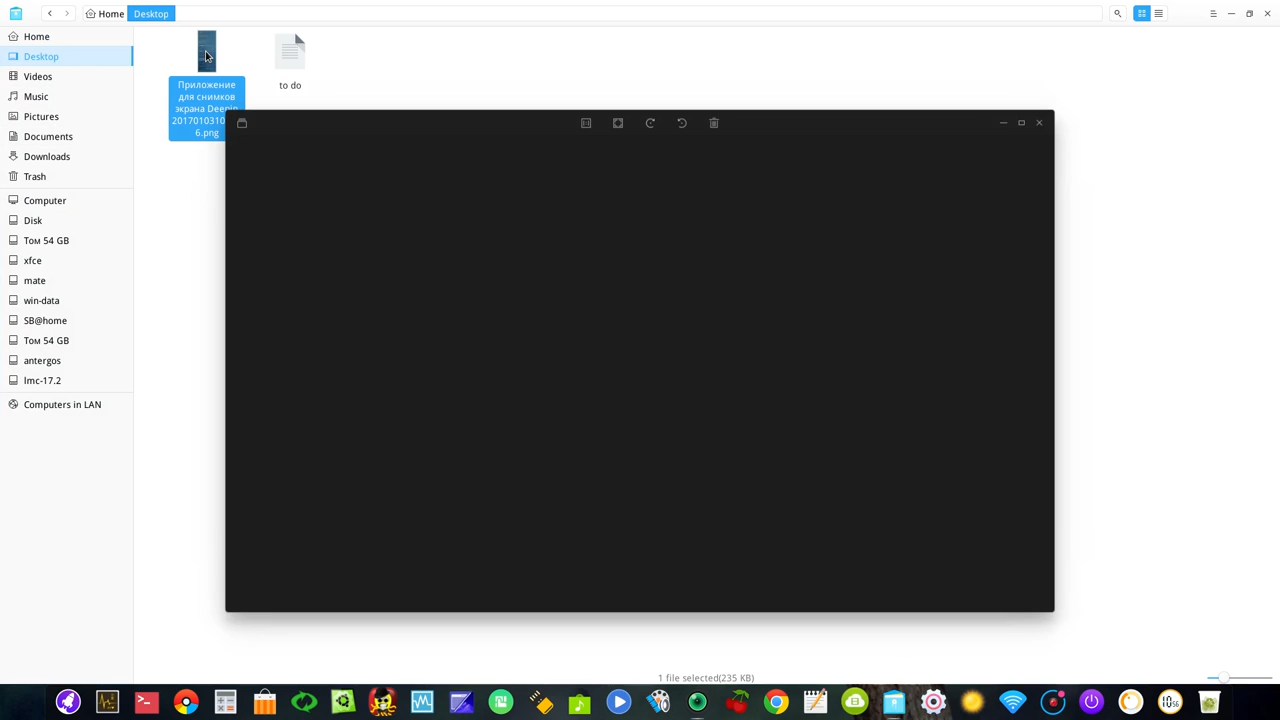 Home
Desktop
Home
Desktop
Videos
Music
Pictures
Documents
Downloads
Trash
Computer
Disk
Том 54 GB
xfce
mate
win-data
SB@home
Том 54 GB
antergos
lmc-17.2
Computers in LAN
Приложение
для снимков
экрана Deepin
2017010310
6.png
to do
1 file selected(235 KB)